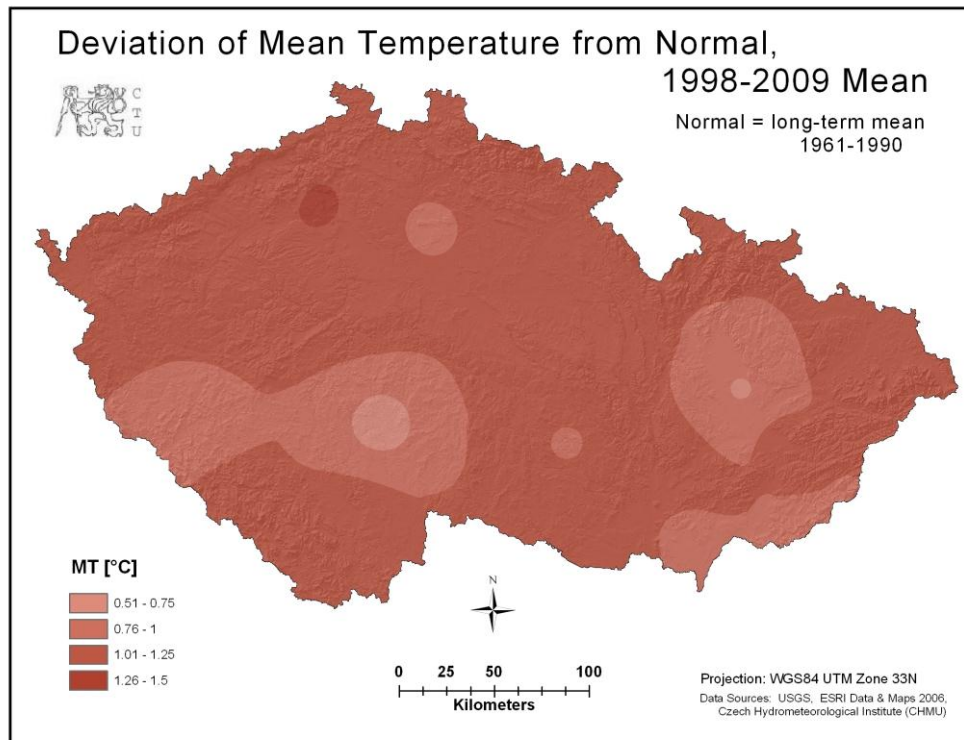 Deviation of Mean Temperature from Normal,
1998-2009 Mean
Normal = long-term mean
1961-1990
C
T
U
MT [°C]
0.51 - 0.75
0.76 - 1
1.01 - 1.25
1.26 - 1.5
N
0 25 50 100
Kilometers
Projection: WGS84 UTM Zone 33N
Data Sources: USGS, ESRI Data & Maps 2006,
Czech Hydrometeorological Institute (CHMU)